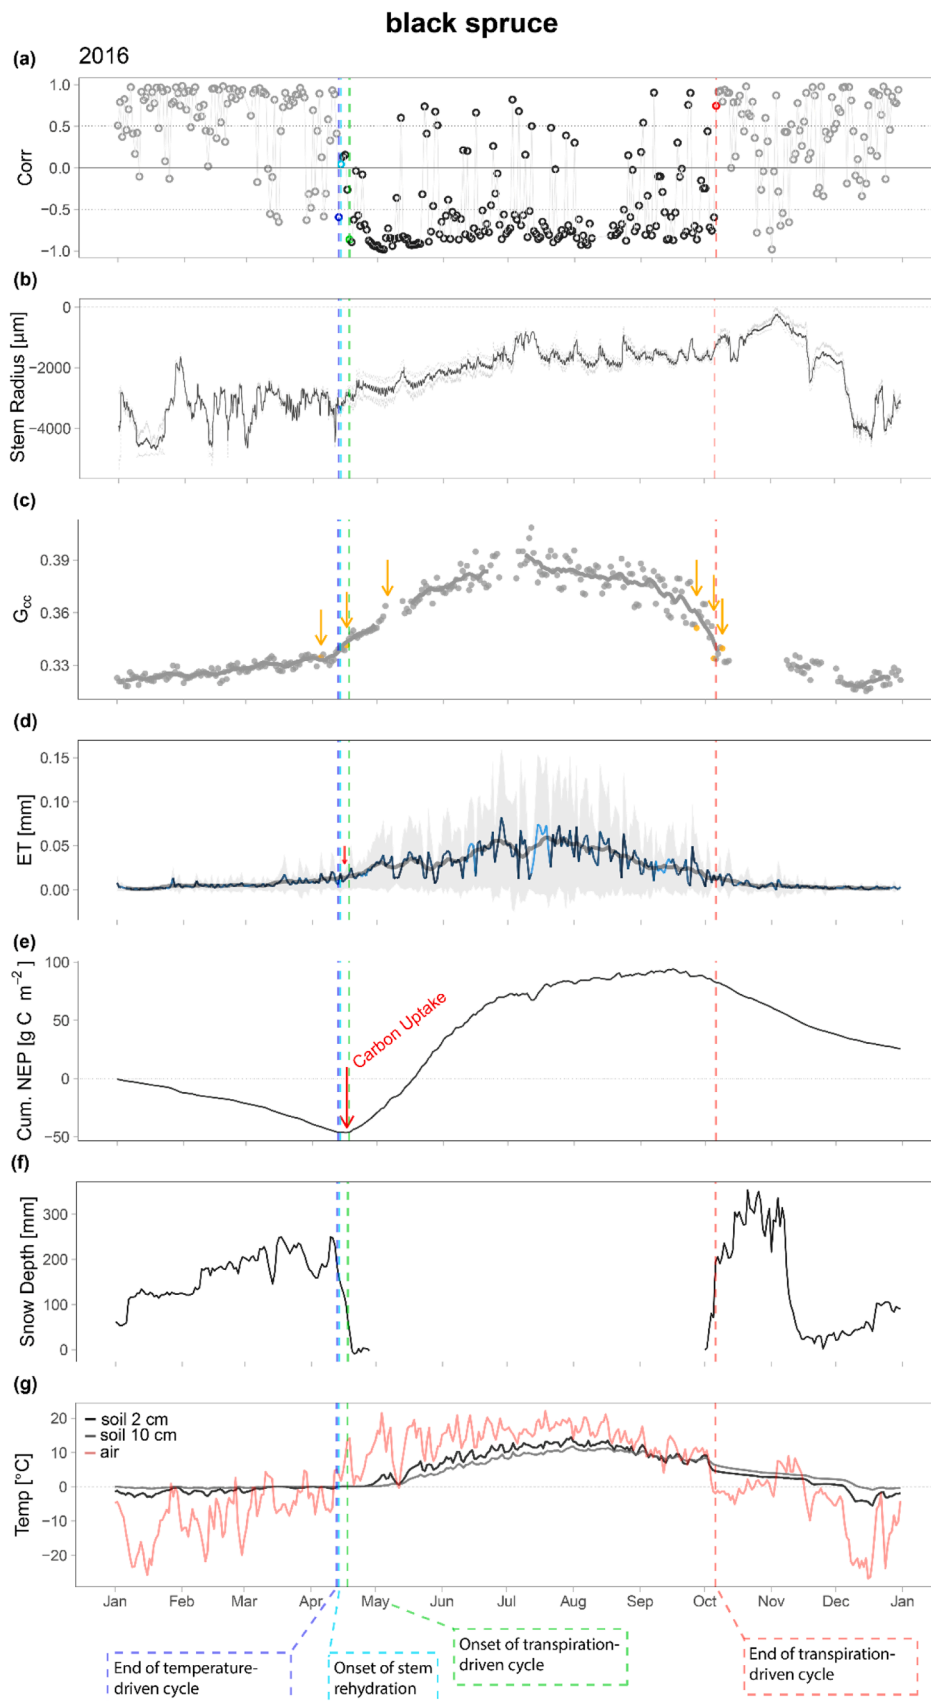 black spruce
(a)
2016
1.0
0.5
0.0
−0.5
−1.0
Corr
(b)
0
−2000
−4000
Stem Radius [µm]
(c)
0.39
0.36
0.33
Gcc
(d)
0.15
0.10
0.05
0.00
ET [mm]
(e)
100
50
0
−50
Cum. NEP [g C m⁻²]
Carbon Uptake
(f)
300
200
100
0
Snow Depth [mm]
(g)
20
10
0
−10
−20
Temp [°C]
soil 2 cm
soil 10 cm
air
Jan Feb Mar Apr May Jun Jul Aug Sep Oct Nov Dec Jan
End of temperature-
driven cycle
Onset of stem
rehydration
Onset of transpiration-
driven cycle
End of transpiration-
driven cycle